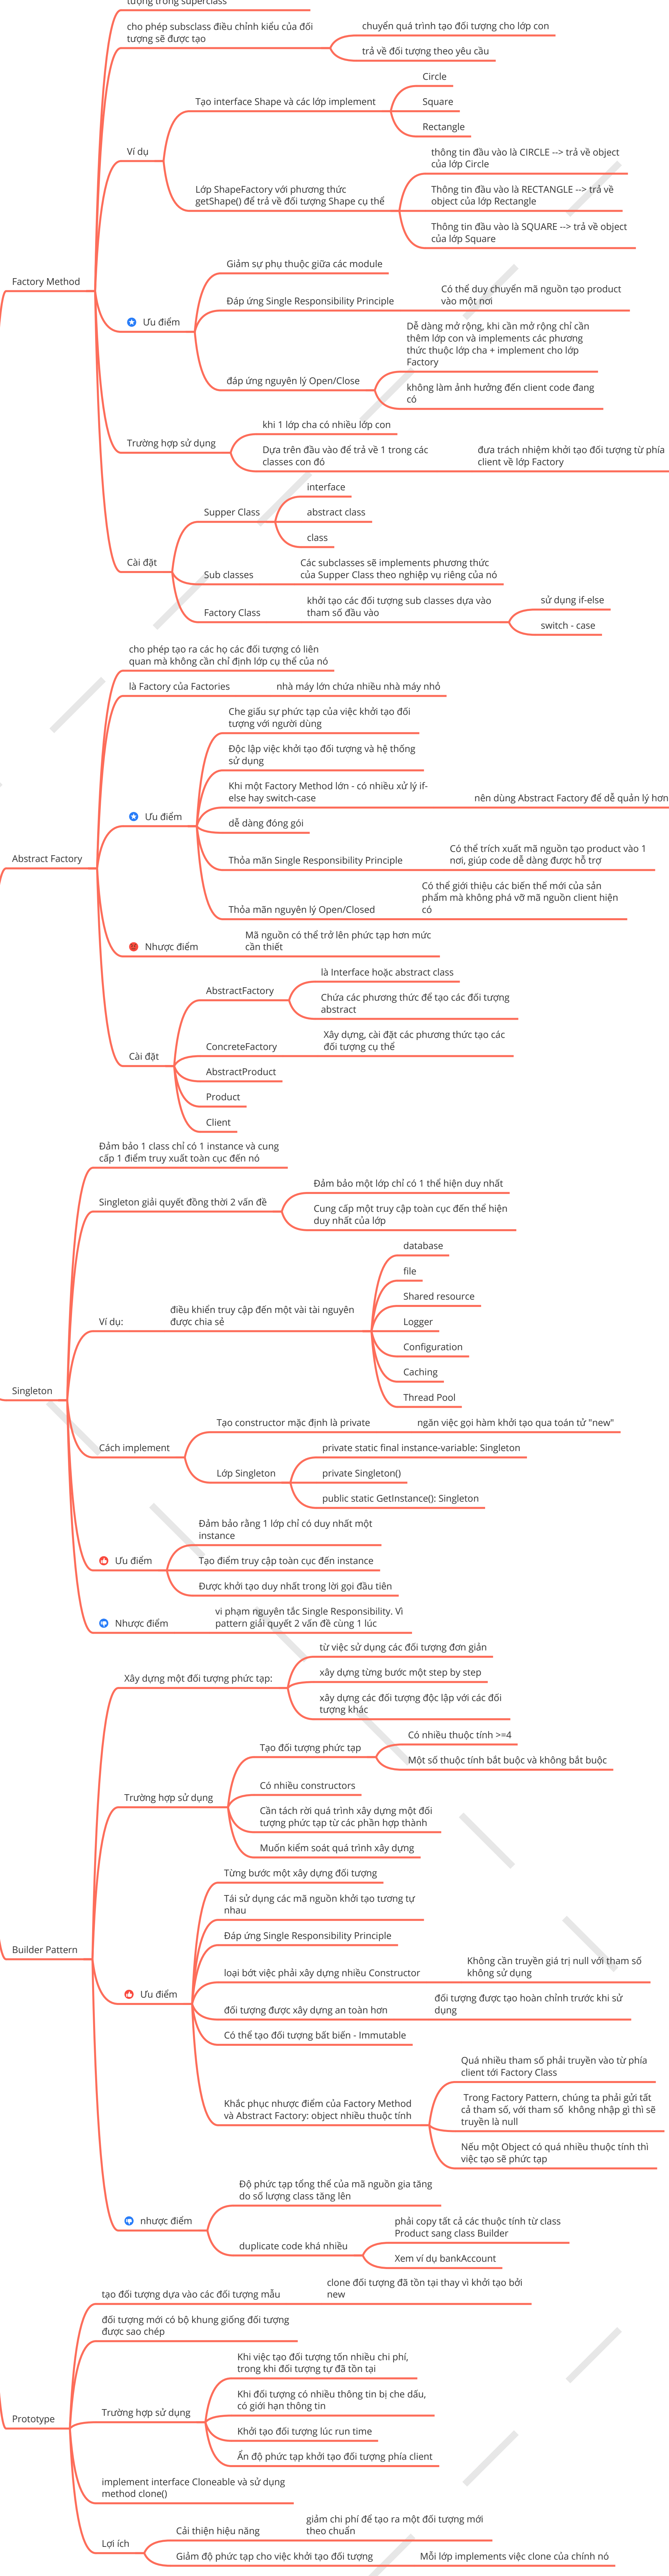 tượng trong superclass
cho phép subsclass điều chỉnh kiểu của đối
tượng sẽ được tạo
chuyển quá trình tạo đối tượng cho lớp con
trả về đối tượng theo yêu cầu
Ví dụ
Tạo interface Shape và các lớp implement
Circle
Square
Rectangle
Lớp ShapeFactory với phương thức
getShape() để trả về đối tượng Shape cụ thể
thông tin đầu vào là CIRCLE --> trả về object
của lớp Circle
Thông tin đầu vào là RECTANGLE --> trả về
object của lớp Rectangle
Thông tin đầu vào là SQUARE --> trả về object
của lớp Square
Factory Method
Ưu điểm
Giảm sự phụ thuộc giữa các module
Đáp ứng Single Responsibility Principle
Có thể duy chuyển mã nguồn tạo product
vào một nơi
đáp ứng nguyên lý Open/Close
Dễ dàng mở rộng, khi cần mở rộng chỉ cần
thêm lớp con và implements các phương
thức thuộc lớp cha + implement cho lớp
Factory
không làm ảnh hưởng đến client code đang
có
Trường hợp sử dụng
khi 1 lớp cha có nhiều lớp con
Dựa trên đầu vào để trả về 1 trong các
classes con đó
đưa trách nhiệm khởi tạo đối tượng từ phía
client về lớp Factory
Cài đặt
Supper Class
interface
abstract class
class
Sub classes
Các subclasses sẽ implements phương thức
của Supper Class theo nghiệp vụ riêng của nó
Factory Class
khởi tạo các đối tượng sub classes dựa vào
tham số đầu vào
sử dụng if-else
switch - case
cho phép tạo ra các họ các đối tượng có liên
quan mà không cần chỉ định lớp cụ thể của nó
là Factory của Factories
nhà máy lớn chứa nhiều nhà máy nhỏ
Abstract Factory
Ưu điểm
Che giấu sự phức tạp của việc khởi tạo đối
tượng với người dùng
Độc lập việc khởi tạo đối tượng và hệ thống
sử dụng
Khi một Factory Method lớn - có nhiều xử lý if-
else hay switch-case
nên dùng Abstract Factory để dễ quản lý hơn
dễ dàng đóng gói
Thỏa mãn Single Responsibility Principle
Có thể trích xuất mã nguồn tạo product vào 1
nơi, giúp code dễ dàng được hỗ trợ
Thỏa mãn nguyên lý Open/Closed
Có thể giới thiệu các biến thể mới của sản
phẩm mà không phá vỡ mã nguồn client hiện
có
Nhược điểm
Mã nguồn có thể trở lên phức tạp hơn mức
cần thiết
Cài đặt
AbstractFactory
là Interface hoặc abstract class
Chứa các phương thức để tạo các đối tượng
abstract
ConcreteFactory
Xây dựng, cài đặt các phương thức tạo các
đối tượng cụ thể
AbstractProduct
Product
Client
Đảm bảo 1 class chỉ có 1 instance và cung
cấp 1 điểm truy xuất toàn cục đến nó
Singleton giải quyết đồng thời 2 vấn đề
Đảm bảo một lớp chỉ có 1 thể hiện duy nhất
Cung cấp một truy cập toàn cục đến thể hiện
duy nhất của lớp
Ví dụ:
điều khiển truy cập đến một vài tài nguyên
được chia sẻ
database
file
Shared resource
Logger
Configuration
Caching
Thread Pool
Singleton
Cách implement
Tạo constructor mặc định là private
ngăn việc gọi hàm khởi tạo qua toán tử "new"
Lớp Singleton
private static final instance-variable: Singleton
private Singleton()
public static GetInstance(): Singleton
Ưu điểm
Đảm bảo rằng 1 lớp chỉ có duy nhất một
instance
Tạo điểm truy cập toàn cục đến instance
Được khởi tạo duy nhất trong lời gọi đầu tiên
Nhược điểm
vi phạm nguyên tắc Single Responsibility. Vì
pattern giải quyết 2 vấn đề cùng 1 lúc
Xây dựng một đối tượng phức tạp:
từ việc sử dụng các đối tượng đơn giản
xây dựng từng bước một step by step
xây dựng các đối tượng độc lập với các đối
tượng khác
Trường hợp sử dụng
Tạo đối tượng phức tạp
Có nhiều thuộc tính >=4
Một số thuộc tính bắt buộc và không bắt buộc
Có nhiều constructors
Cần tách rời quá trình xây dựng một đối
tượng phức tạp từ các phần hợp thành
Muốn kiểm soát quá trình xây dựng
Builder Pattern
Ưu điểm
Từng bước một xây dựng đối tượng
Tái sử dụng các mã nguồn khởi tạo tương tự
nhau
Đáp ứng Single Responsibility Principle
loại bớt việc phải xây dựng nhiều Constructor
Không cần truyền giá trị null với tham số
không sử dụng
đối tượng được xây dựng an toàn hơn
đối tượng được tạo hoàn chỉnh trước khi sử
dụng
Có thể tạo đối tượng bất biến - Immutable
Khắc phục nhược điểm của Factory Method
và Abstract Factory: object nhiều thuộc tính
Quá nhiều tham số phải truyền vào từ phía
client tới Factory Class
Trong Factory Pattern, chúng ta phải gửi tất
cả tham số, với tham số không nhập gì thì sẽ
truyền là null
Nếu một Object có quá nhiều thuộc tính thì
việc tạo sẽ phức tạp
nhược điểm
Độ phức tạp tổng thể của mã nguồn gia tăng
do số lượng class tăng lên
duplicate code khá nhiều
phải copy tất cả các thuộc tính từ class
Product sang class Builder
Xem ví dụ bankAccount
tạo đối tượng dựa vào các đối tượng mẫu
clone đối tượng đã tồn tại thay vì khởi tạo bởi
new
đối tượng mới có bộ khung giống đối tượng
được sao chép
Prototype
Trường hợp sử dụng
Khi việc tạo đối tượng tốn nhiều chi phí,
trong khi đối tượng tự đã tồn tại
Khi đối tượng có nhiều thông tin bị che dấu,
có giới hạn thông tin
Khởi tạo đối tượng lúc run time
Ẩn độ phức tạp khởi tạo đối tượng phía client
implement interface Cloneable và sử dụng
method clone()
Lợi ích
Cải thiện hiệu năng
giảm chi phí để tạo ra một đối tượng mới
theo chuẩn
Giảm độ phức tạp cho việc khởi tạo đối tượng
Mỗi lớp implements việc clone của chính nó